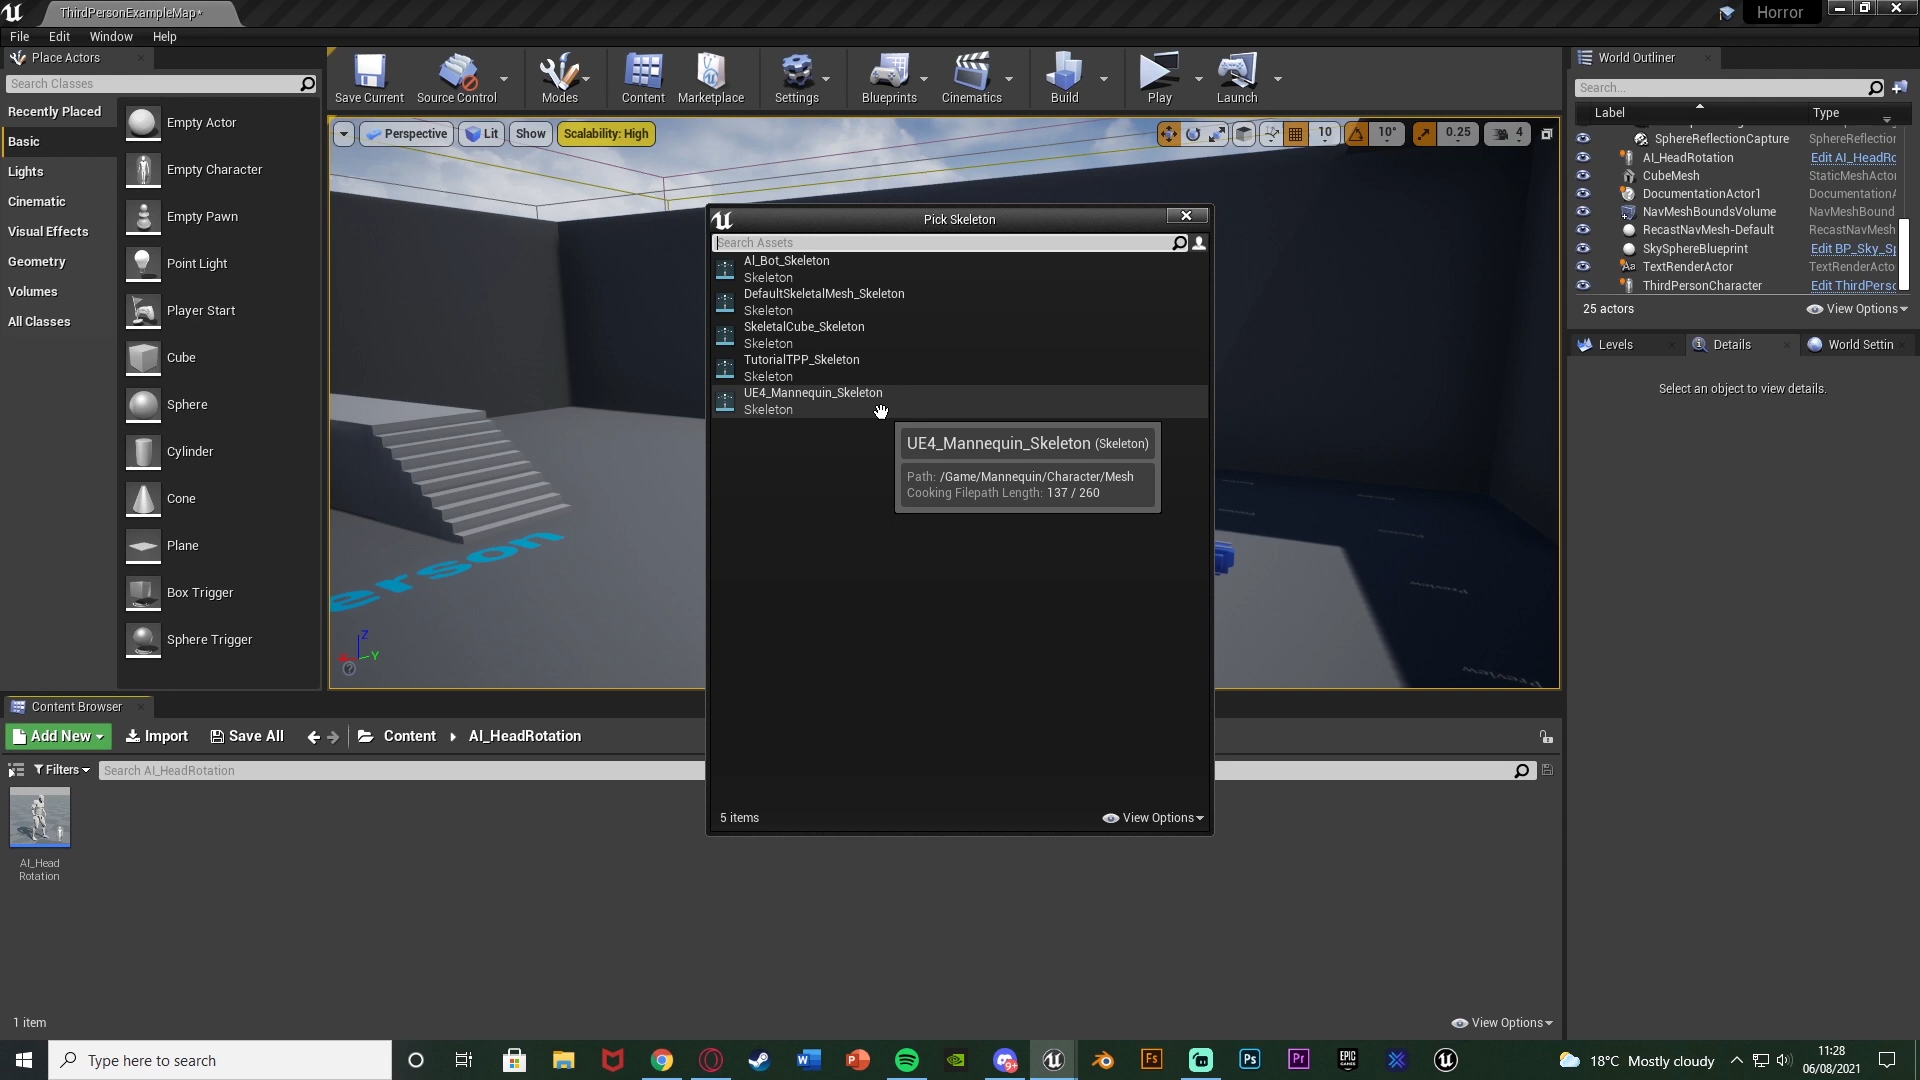 ThirdPersonExampleMap*
Horror
File Edit Window Help
Place Actors
Search Classes
Recently Placed
Basic
Lights
Cinematic
Visual Effects
Geometry
Volumes
All Classes
Empty Actor
Empty Character
Empty Pawn
Point Light
Player Start
Cube
Sphere
Cylinder
Cone
Plane
Box Trigger
Sphere Trigger
Save Current Source Control Modes Content Marketplace Settings Blueprints Cinematics Build Play Launch
Perspective Lit Show Scalability: High
10 10° 0.25 4
erson
Z
Y
Preview
Pick Skeleton
Search Assets
AI_Bot_Skeleton
Skeleton
DefaultSkeletalMesh_Skeleton
Skeleton
SkeletalCube_Skeleton
Skeleton
TutorialTPP_Skeleton
Skeleton
UE4_Mannequin_Skeleton
Skeleton
UE4_Mannequin_Skeleton (Skeleton)
Path: /Game/Mannequin/Character/Mesh
Cooking Filepath Length: 137 / 260
5 items View Options
World Outliner
Search...
Label Type
SphereReflectionCapture SphereReflection
AI_HeadRotation Edit AI_HeadRo
CubeMesh StaticMeshActor
DocumentationActor1 DocumentationA
NavMeshBoundsVolume NavMeshBound
RecastNavMesh-Default RecastNavMesh
SkySphereBlueprint Edit BP_Sky_Sp
TextRenderActor TextRenderActo
ThirdPersonCharacter Edit ThirdPerso
25 actors View Options
Levels Details World Settin
Select an object to view details.
Content Browser
Add New Import Save All Content AI_HeadRotation
Filters Search AI_HeadRotation
AI_Head
Rotation
1 item View Options
Type here to search
18°C Mostly cloudy
11:28
06/08/2021